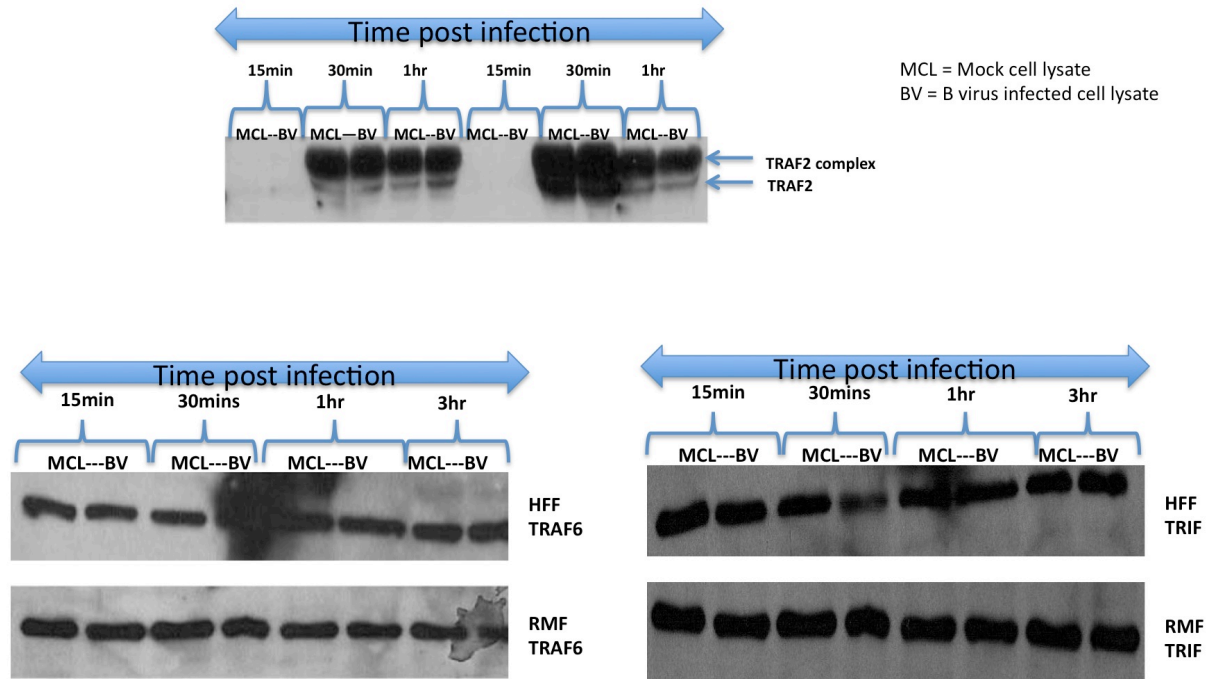 Time post infection
15min 30min 1hr 15min 30min 1hr
MCL = Mock cell lysate
BV = B virus infected cell lysate
MCL--BV MCL—BV MCL--BV MCL--BV MCL--BV MCL--BV
TRAF2 complex
TRAF2
Time post infection
15min 30mins 1hr 3hr
MCL---BV MCL---BV MCL---BV MCL---BV
HFF
TRAF6
RMF
TRAF6
Time post infection
15min 30mins 1hr 3hr
MCL---BV MCL---BV MCL---BV MCL---BV
HFF
TRIF
RMF
TRIF